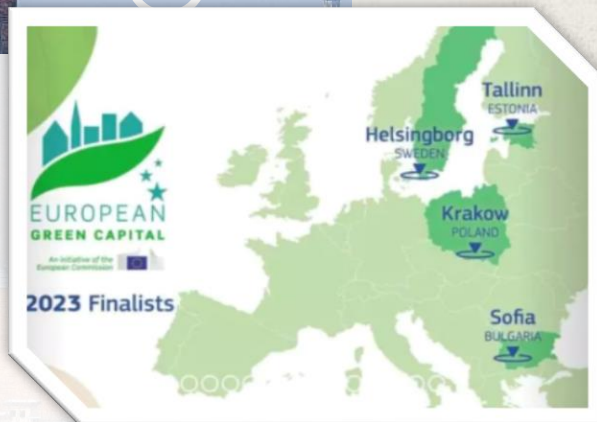 EUROPEAN
GREEN CAPITAL
An initiative of the
European Commission
2023 Finalists
Tallinn
ESTONIA
Helsingborg
SWEDEN
Krakow
POLAND
Sofia
BULGARIA